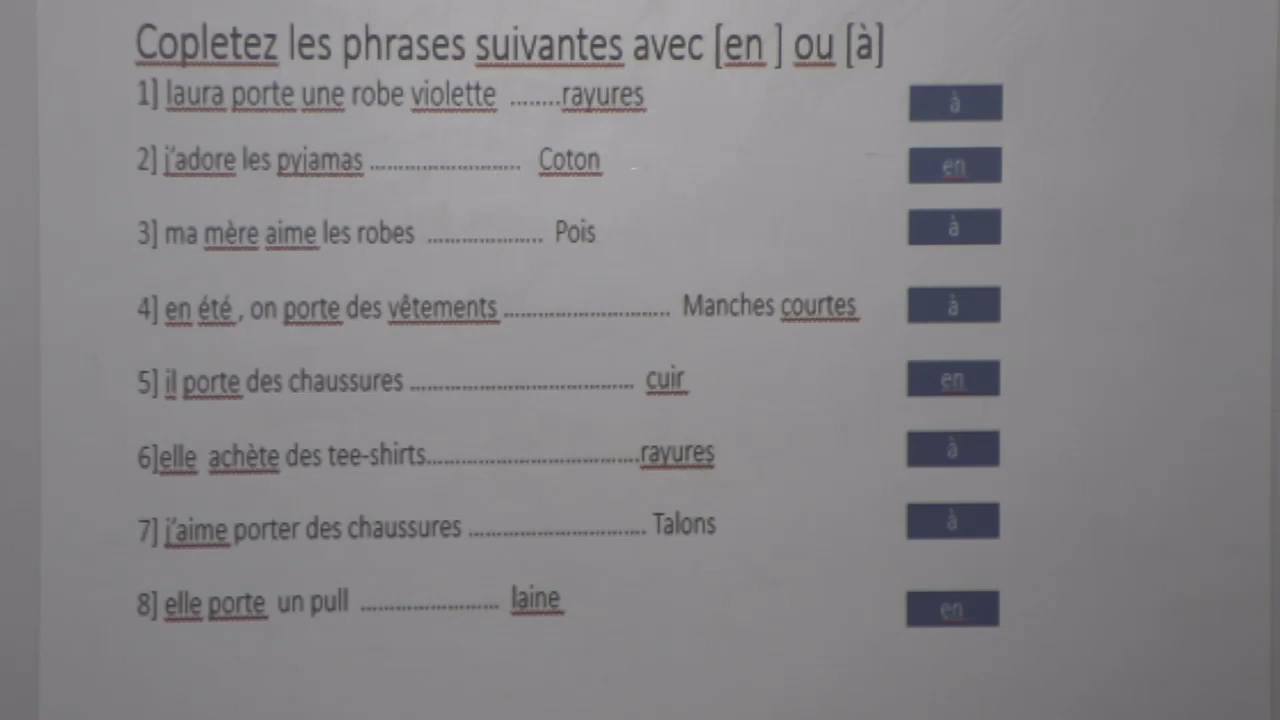 Copletez les phrases suivantes avec [en ] ou [à]
1] laura porte une robe violette ........rayures à
2] j'adore les pyjamas .......................... Coton en
3] ma mère aime les robes .................... Pois à
4] en été , on porte des vêtements ............................. Manches courtes à
5] il porte des chaussures ....................................... cuir en
6]elle achète des tee-shirts.....................................rayures à
7] j'aime porter des chaussures ............................... Talons à
8] elle porte un pull ........................ laine en